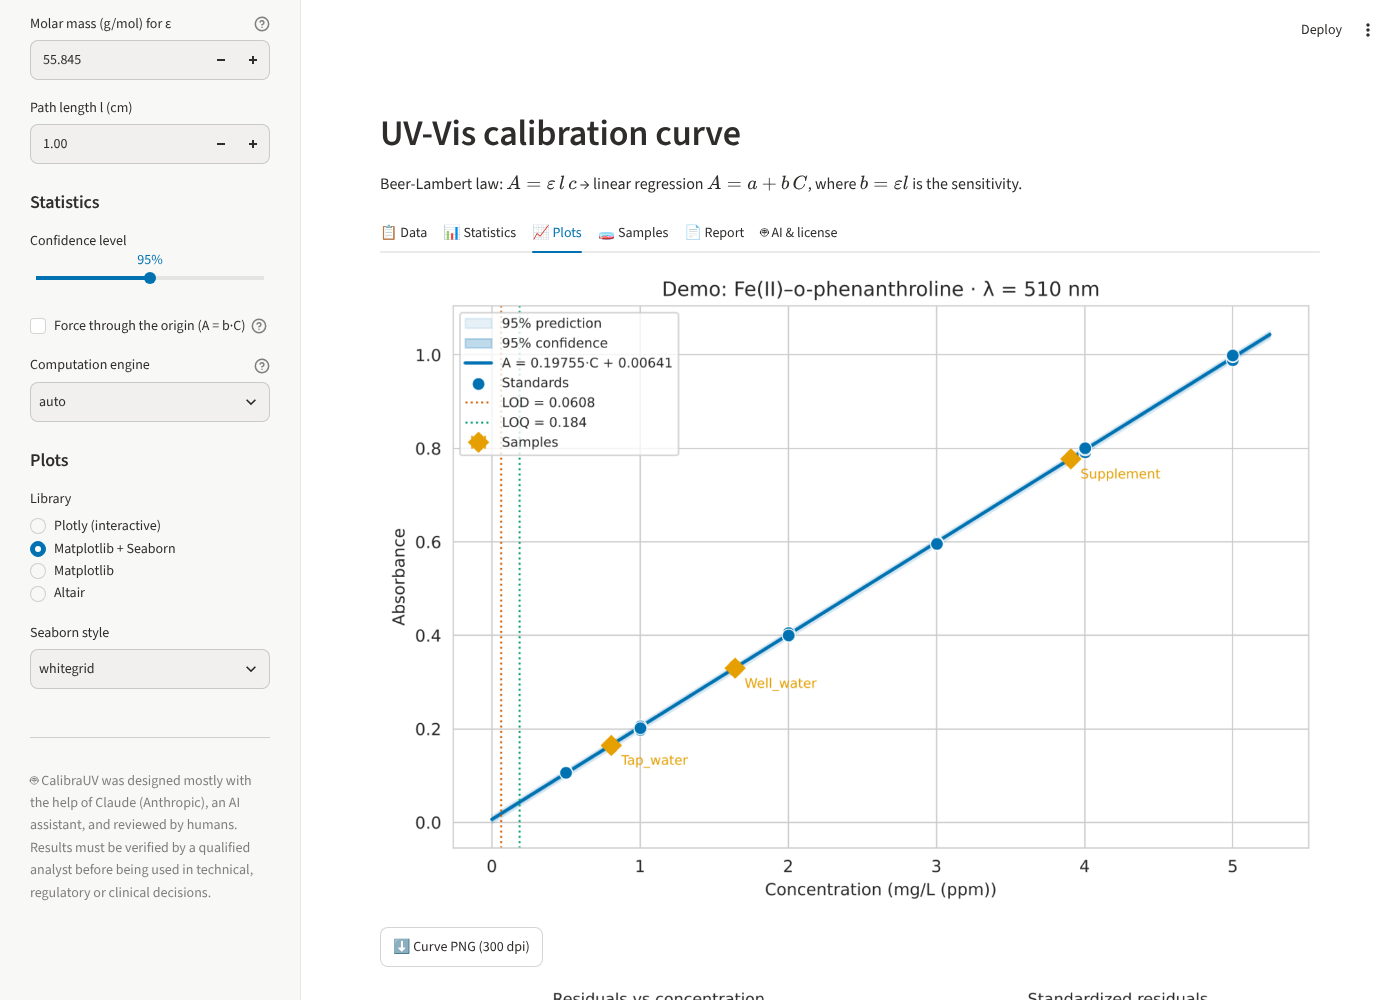 Molar mass (g/mol) for ε
55.845
Path length l (cm)
1.00
Statistics
Confidence level
95%
Force through the origin (A = b·C)
Computation engine
auto
Plots
Library
Plotly (interactive)
Matplotlib + Seaborn
Matplotlib
Altair
Seaborn style
whitegrid
CalibraUV was designed mostly with
the help of Claude (Anthropic), an AI
assistant, and reviewed by humans.
Results must be verified by a qualified
analyst before being used in technical,
regulatory or clinical decisions.
Deploy
UV-Vis calibration curve
Beer-Lambert law: A = ε l c → linear regression A = a + b C, where b = εl is the sensitivity.
Data Statistics Plots Samples Report AI & license
Demo: Fe(II)–o-phenanthroline · λ = 510 nm
95% prediction
95% confidence
A = 0.19755·C + 0.00641
Standards
LOD = 0.0608
LOQ = 0.184
Samples
1.0
0.8
0.6
0.4
0.2
0.0
Absorbance
Supplement
Well_water
Tap_water
0 1 2 3 4 5
Concentration (mg/L (ppm))
Curve PNG (300 dpi)
Residuals vs concentration
Standardized residuals